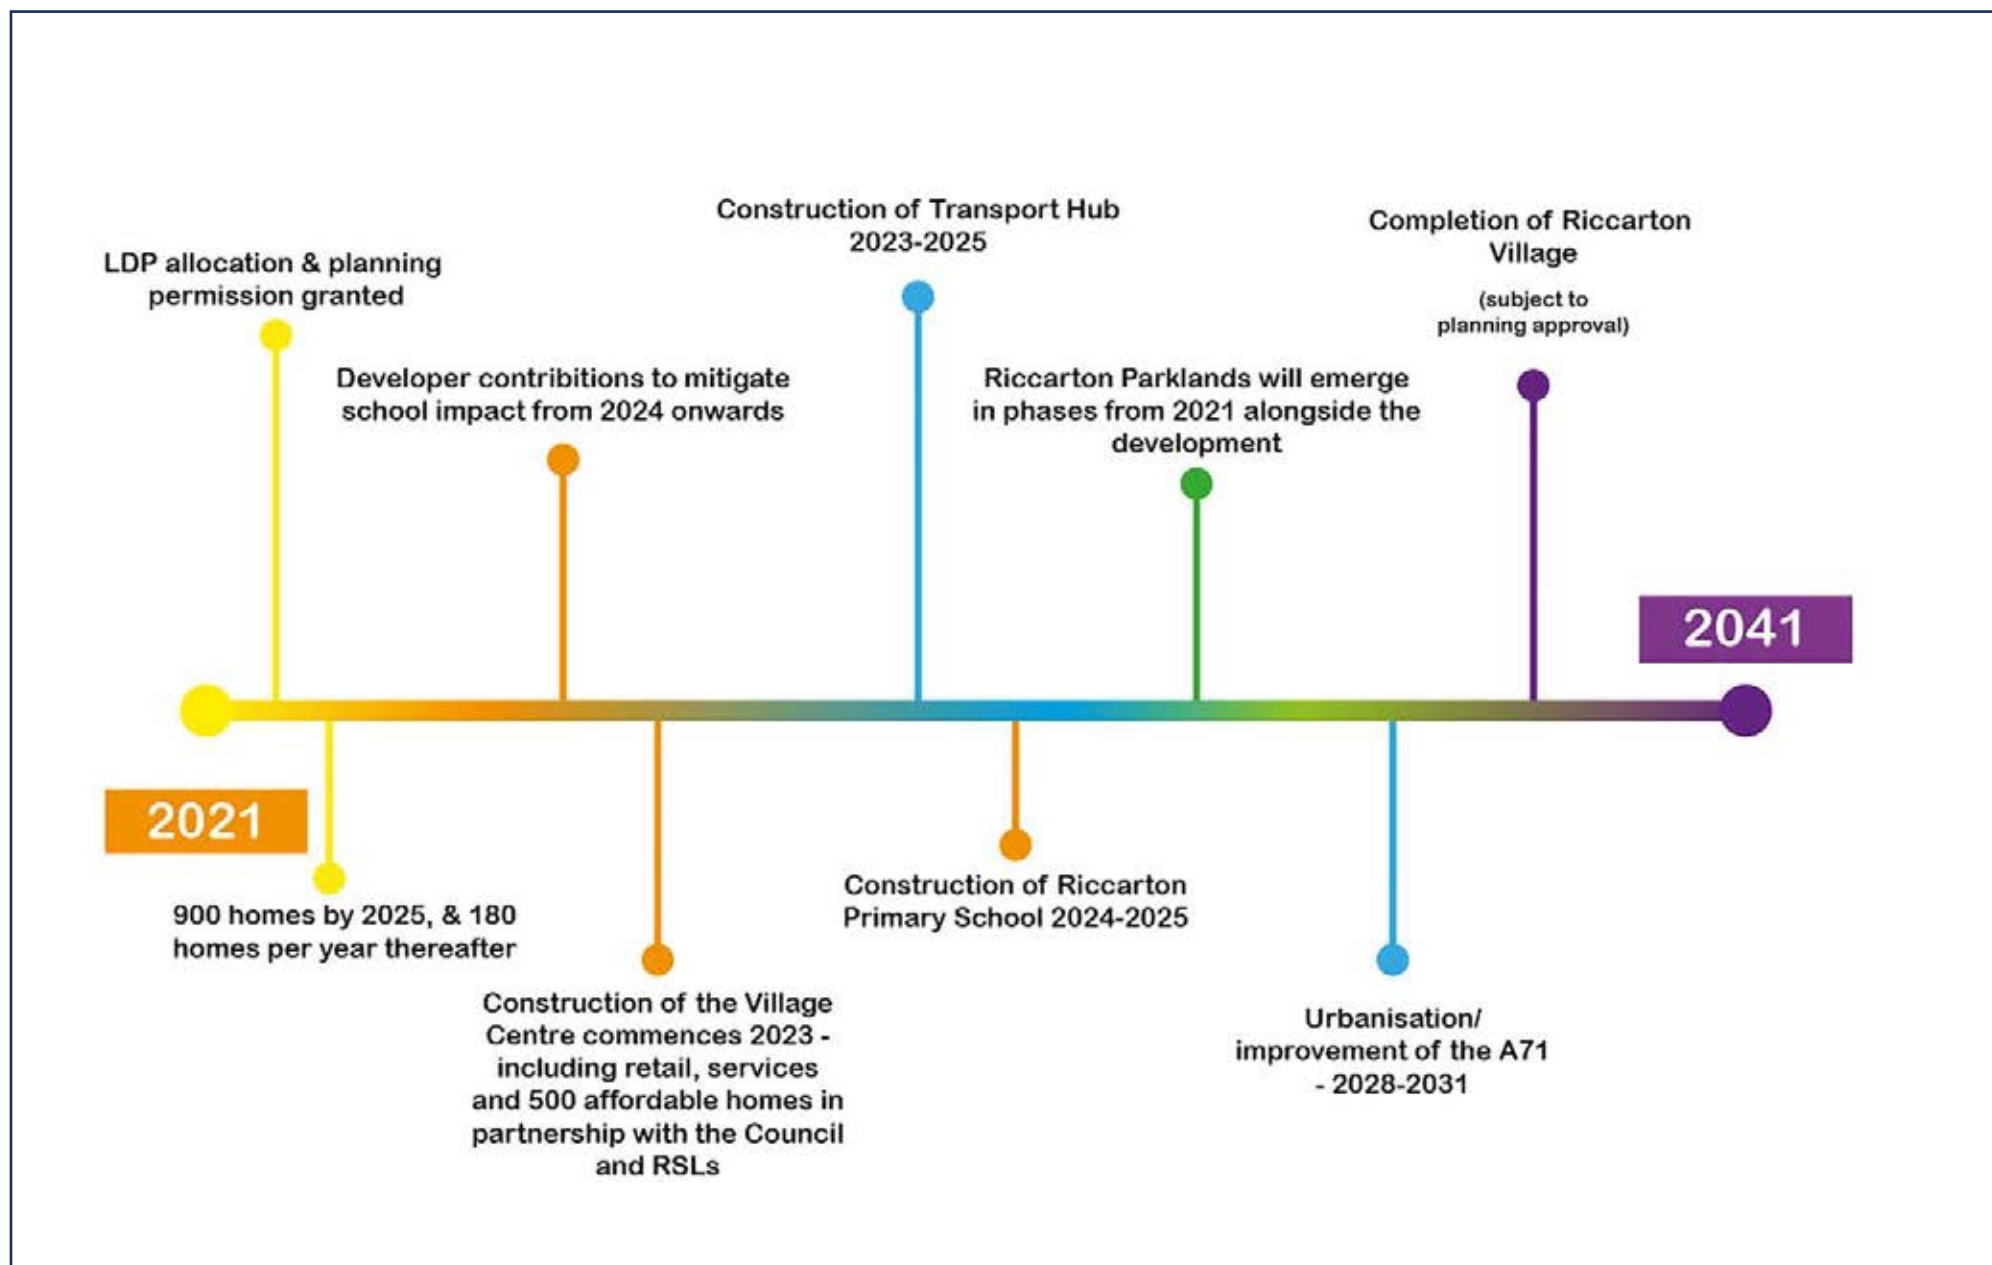 LDP allocation & planning
permission granted
Developer contribitions to mitigate
school impact from 2024 onwards
Construction of Transport Hub
2023-2025
Riccarton Parklands will emerge
in phases from 2021 alongside the
development
Completion of Riccarton
Village
(subject to
planning approval)
2041
2021
900 homes by 2025, & 180
homes per year thereafter
Construction of the Village
Centre commences 2023 -
including retail, services
and 500 affordable homes in
partnership with the Council
and RSLs
Construction of Riccarton
Primary School 2024-2025
Urbanisation/
improvement of the A71
- 2028-2031